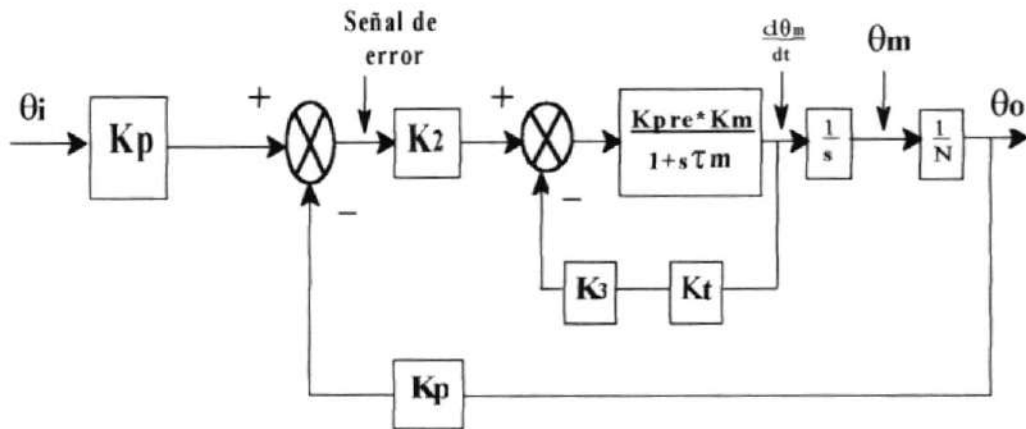 Señal de
error
dθm
dt
θm
θi
+
+
θo
Kp
K2
Kpre* Km
1+sτm
1
s
1
N
−
−
K3
Kt
Kp